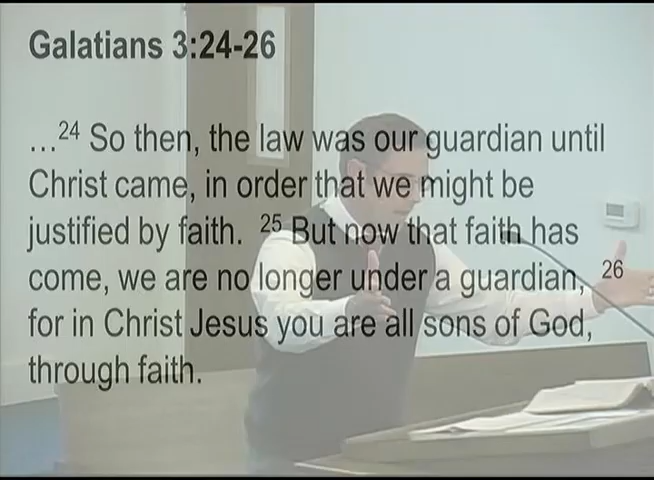 Galatians 3:24-26
…24 So then, the law was our guardian until
Christ came, in order that we might be
justified by faith. 25 But now that faith has
come, we are no longer under a guardian, 26
for in Christ Jesus you are all sons of God,
through faith.